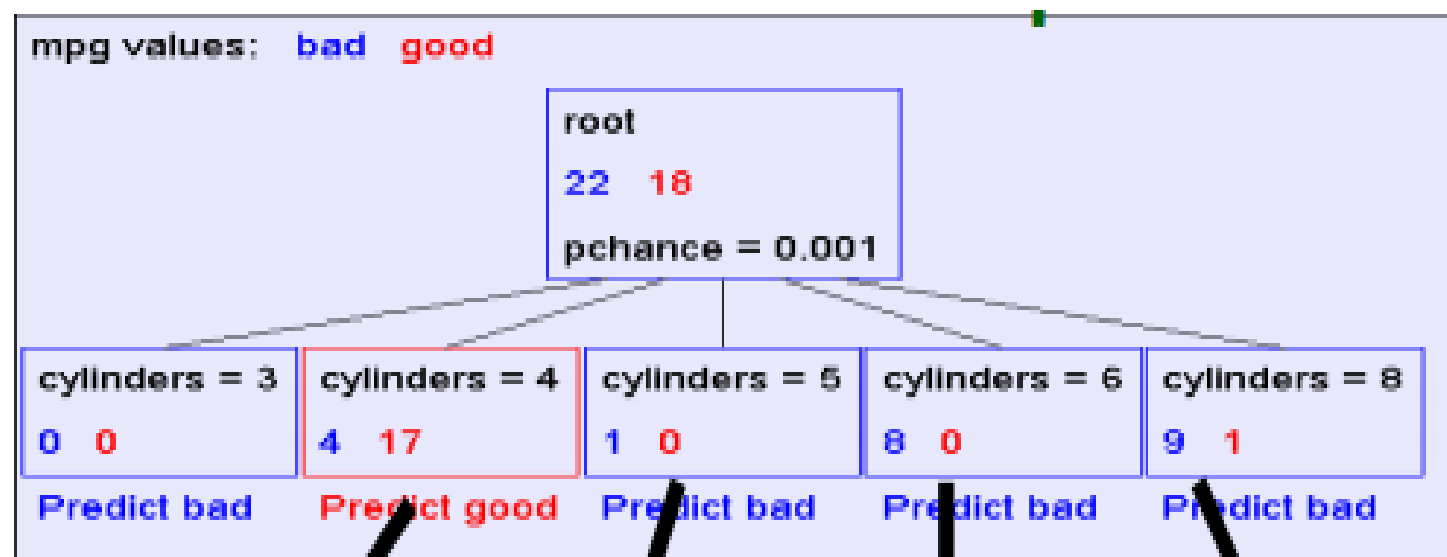 mpg values: bad good
root
22 18
pchance = 0.001
cylinders = 3 cylinders = 4 cylinders = 5 cylinders = 6 cylinders = 8
0 0 4 17 1 0 8 0 9 1
Predict bad Predict good Predict bad Predict bad Predict bad